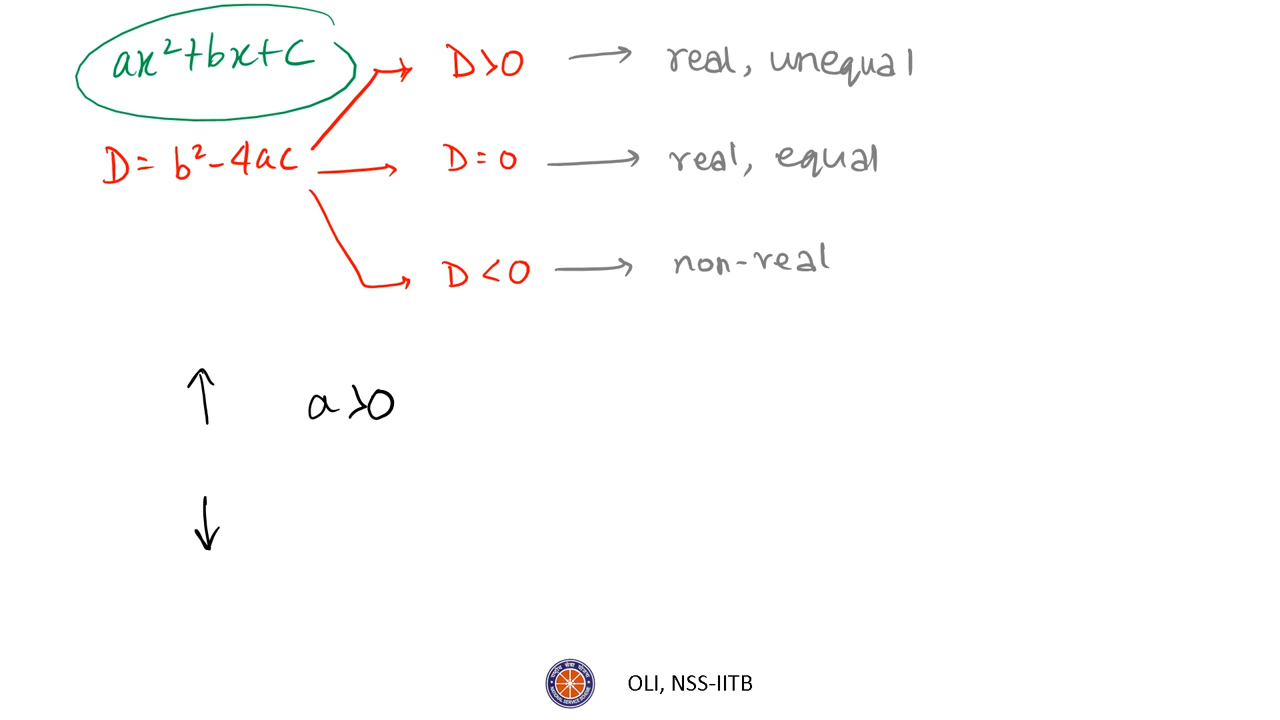 ax²+bx+c
D>0 → real, unequal
D= b²-4ac → D=0 → real, equal
D<0 → non-real
↑ a>0
↓
OLI, NSS-IITB